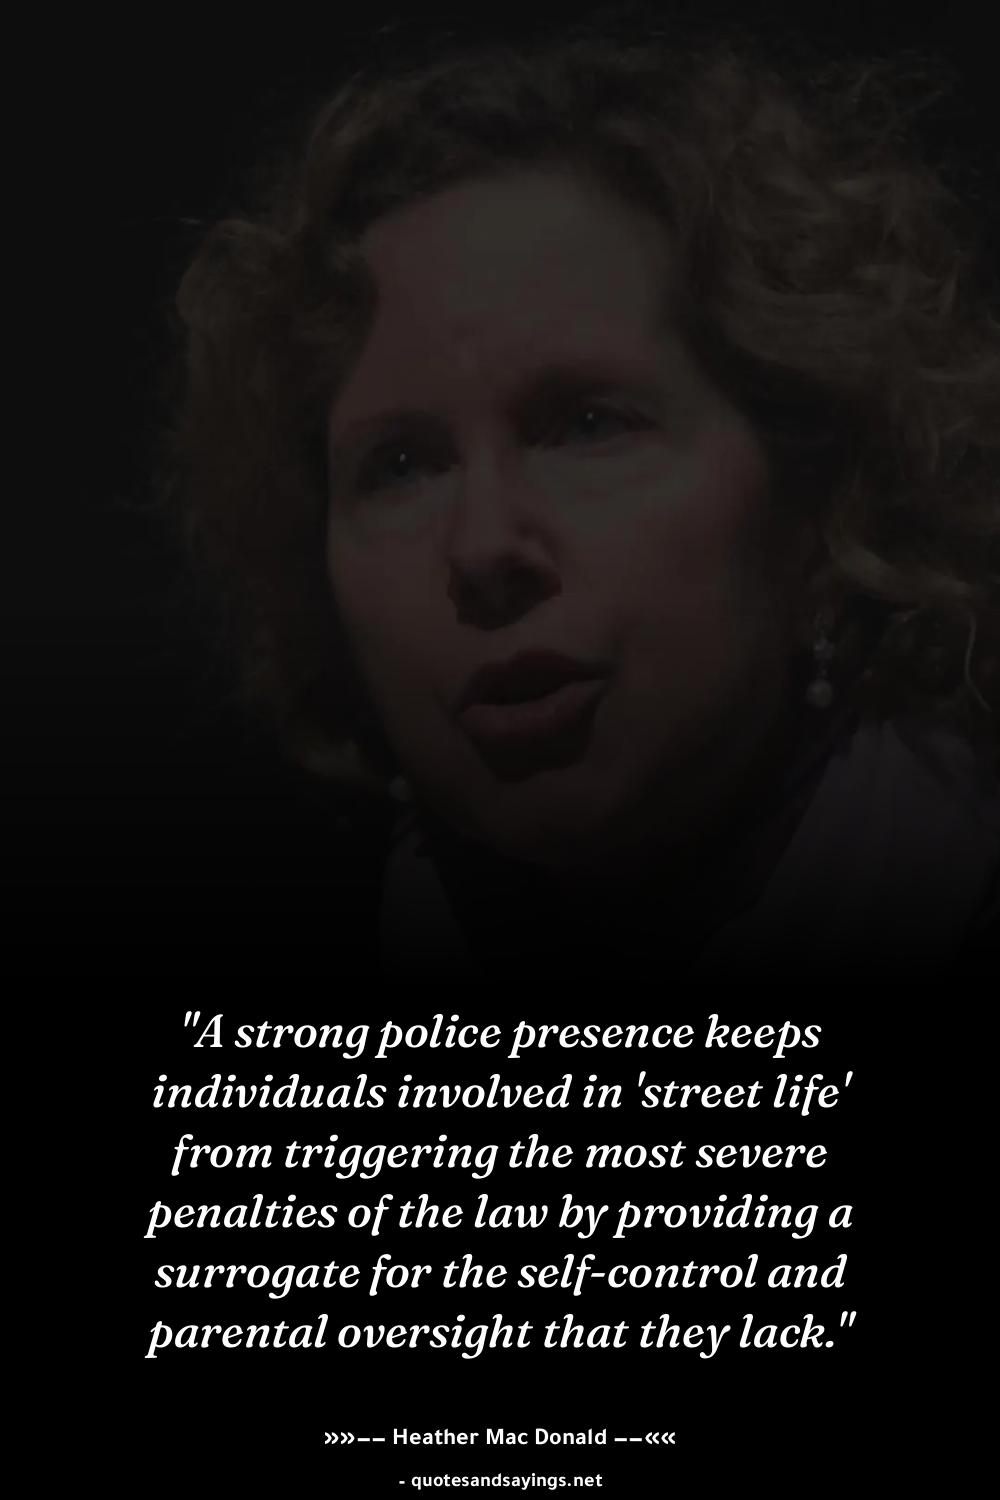 "A strong police presence keeps
individuals involved in 'street life'
from triggering the most severe
penalties of the law by providing a
surrogate for the self-control and
parental oversight that they lack."
»»−− Heather Mac Donald −−««
- quotesandsayings.net